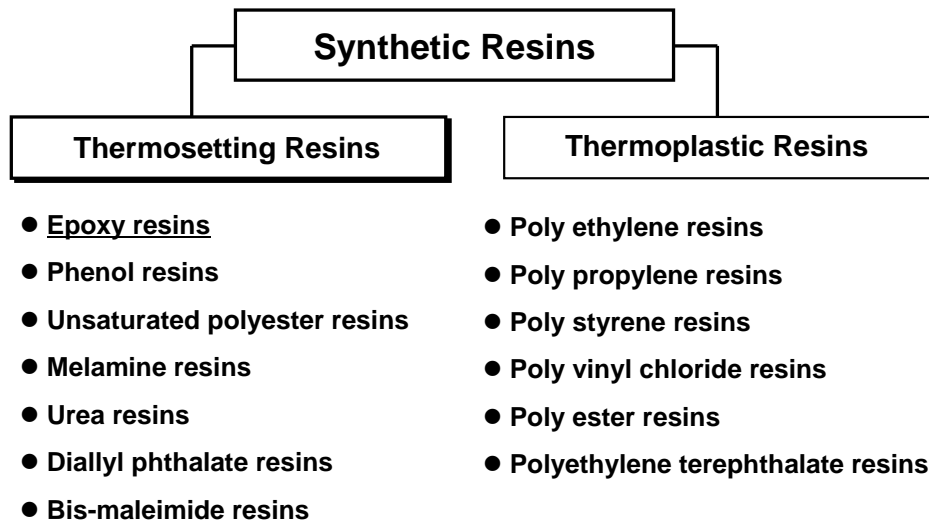 Synthetic Resins
Thermosetting Resins
Thermoplastic Resins
● Epoxy resins
● Phenol resins
● Unsaturated polyester resins
● Melamine resins
● Urea resins
● Diallyl phthalate resins
● Bis-maleimide resins
● Poly ethylene resins
● Poly propylene resins
● Poly styrene resins
● Poly vinyl chloride resins
● Poly ester resins
● Polyethylene terephthalate resins